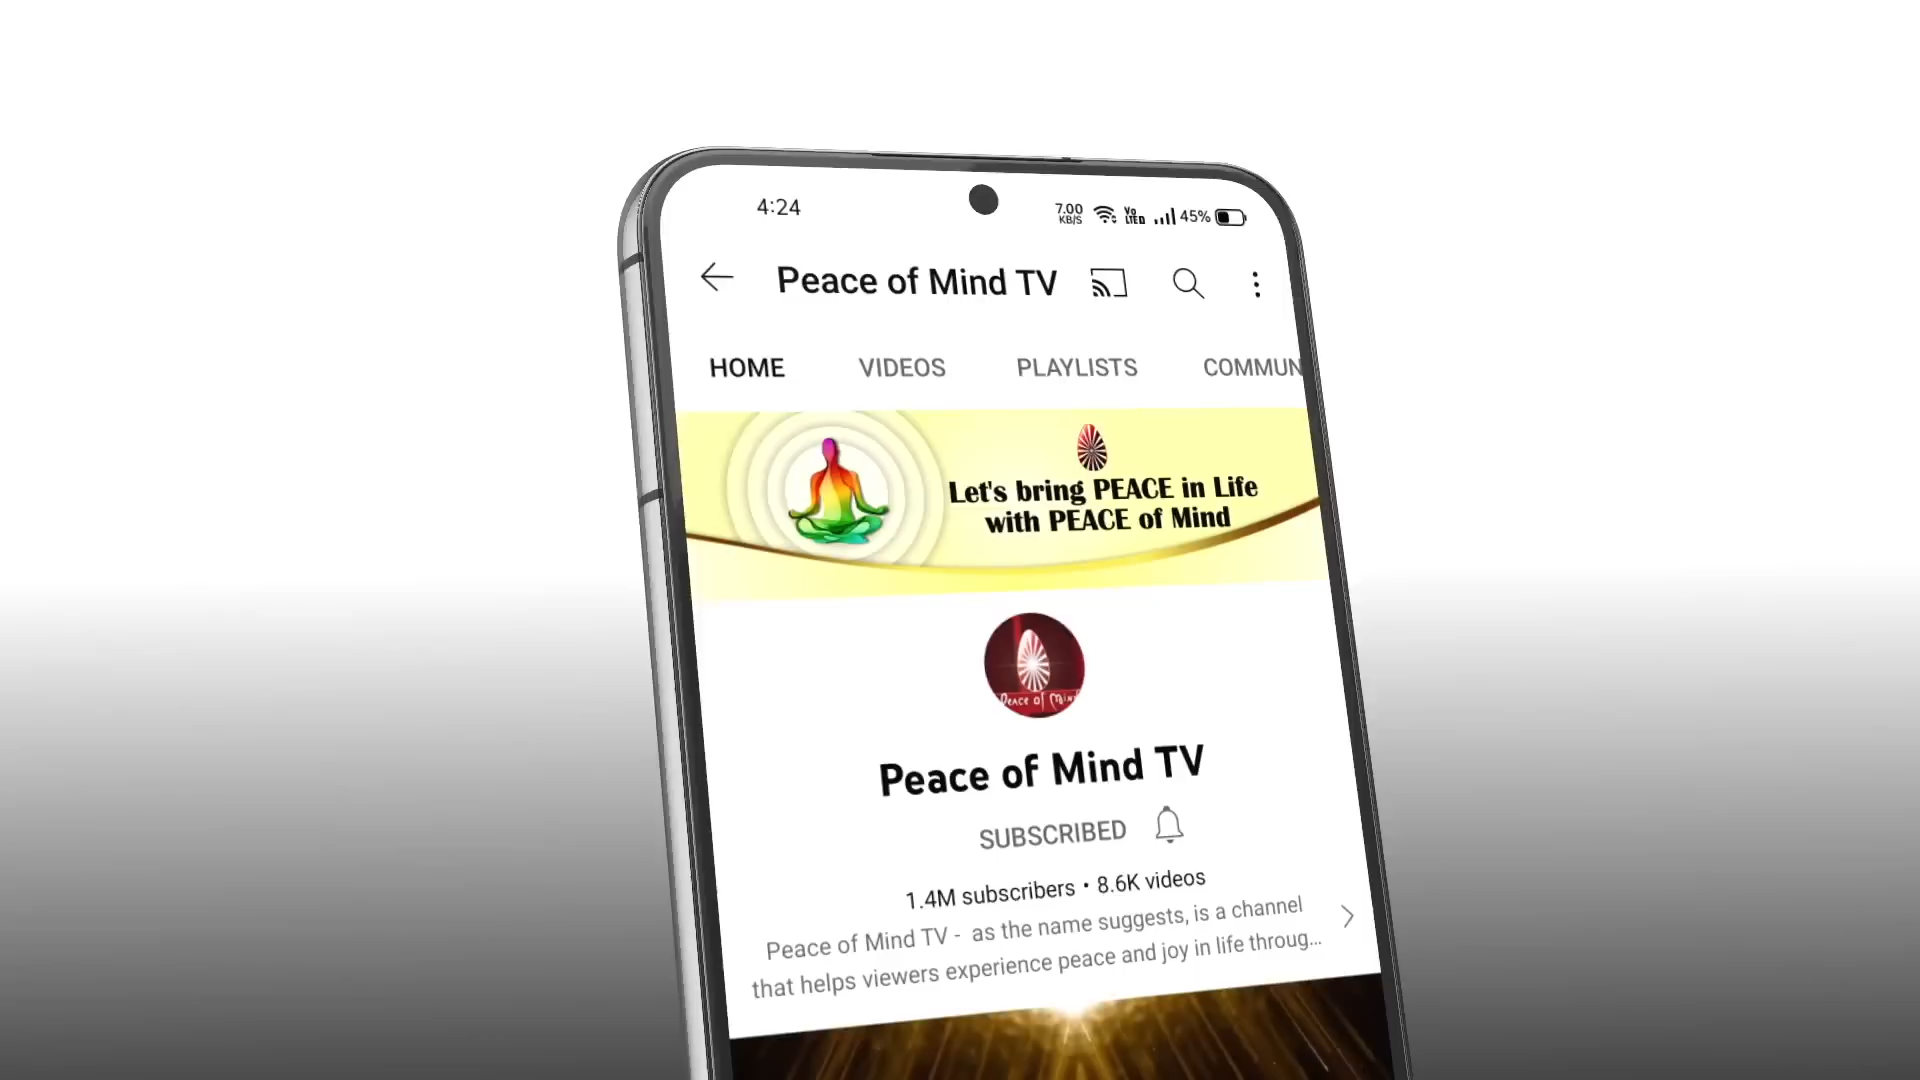 4:24
7.00 KB/S Vo LTE 45%
Peace of Mind TV
HOME VIDEOS PLAYLISTS COMMUN
Let's bring PEACE in Life
with PEACE of Mind
Peace of Mind
Peace of Mind TV
SUBSCRIBED
1.4M subscribers • 8.6K videos
Peace of Mind TV - as the name suggests, is a channel
that helps viewers experience peace and joy in life throug...